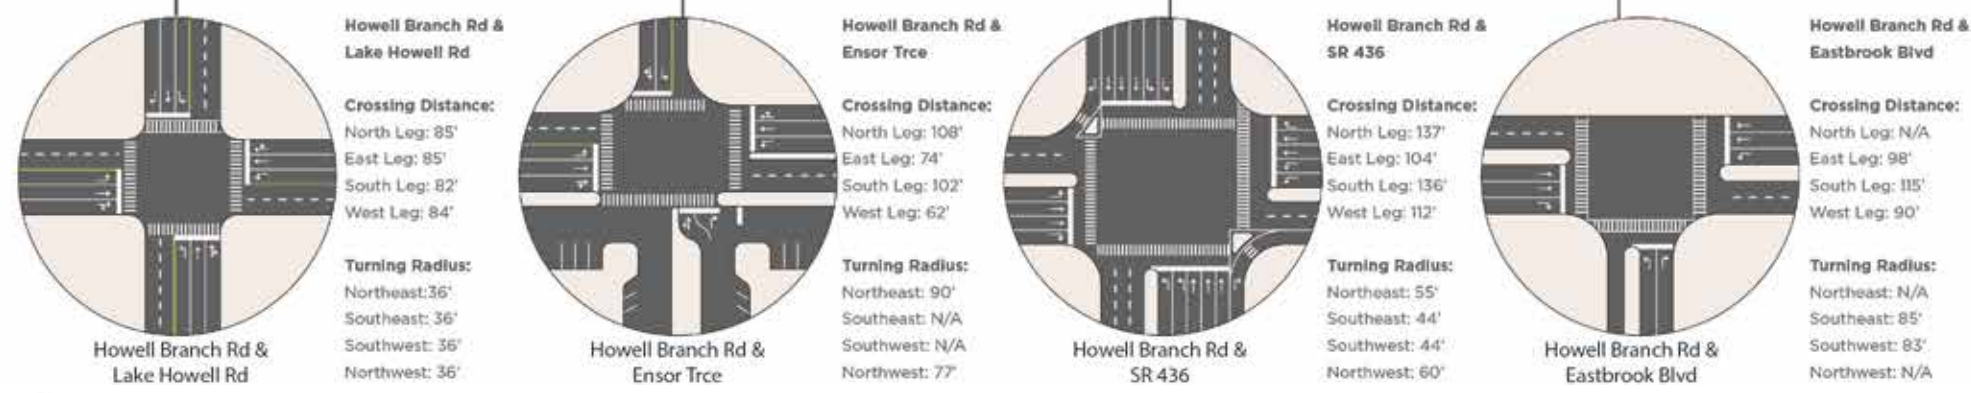 Howell Branch Rd &
Lake Howell Rd
Crossing Distance:
North Leg: 85'
East Leg: 85'
South Leg: 82'
West Leg: 84'
Turning Radius:
Northeast:36'
Southeast: 36'
Southwest: 36'
Northwest: 36'
Howell Branch Rd &
Lake Howell Rd
Howell Branch Rd &
Ensor Trce
Crossing Distance:
North Leg: 108'
East Leg: 74'
South Leg: 102'
West Leg: 62'
Turning Radius:
Northeast: 90'
Southeast: N/A
Southwest: N/A
Northwest: 77'
Howell Branch Rd &
Ensor Trce
Howell Branch Rd &
SR 436
Crossing Distance:
North Leg: 137'
East Leg: 104'
South Leg: 136'
West Leg: 112'
Turning Radius:
Northeast: 55'
Southeast: 44'
Southwest: 44'
Northwest: 60'
Howell Branch Rd &
SR 436
Howell Branch Rd &
Eastbrook Blvd
Crossing Distance:
North Leg: N/A
East Leg: 98'
South Leg: 115'
West Leg: 90'
Turning Radius:
Northeast: N/A
Southeast: 85'
Southwest: 83'
Northwest: N/A
Howell Branch Rd &
Eastbrook Blvd